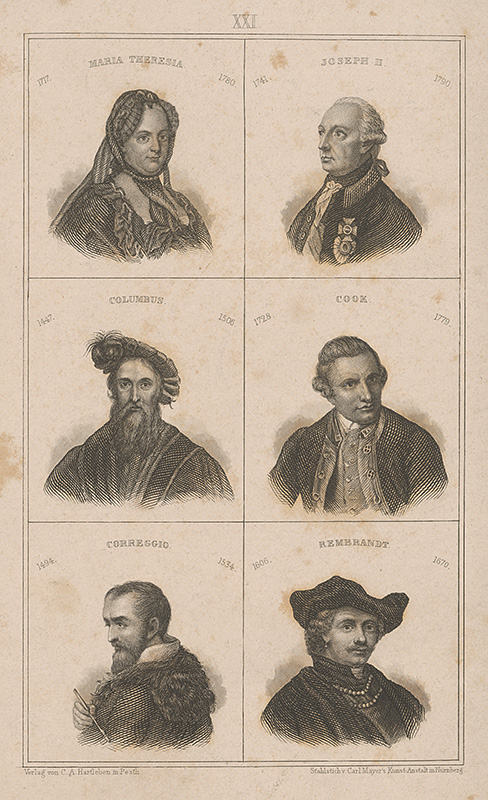 XXI.
MARIA THERESIA.
1717. 1780.
JOSEPH II
1741. 1790.
COLUMBUS.
1447. 1506.
COOK.
1728. 1779.
CORREGGIO.
1494. 1534.
REMBRANDT.
1606. 1670.
Verlag von C. A. Hartleben in Pesth.
Stahlstich v. Carl Mayer's Kunst-Anstalt in Nürnberg.